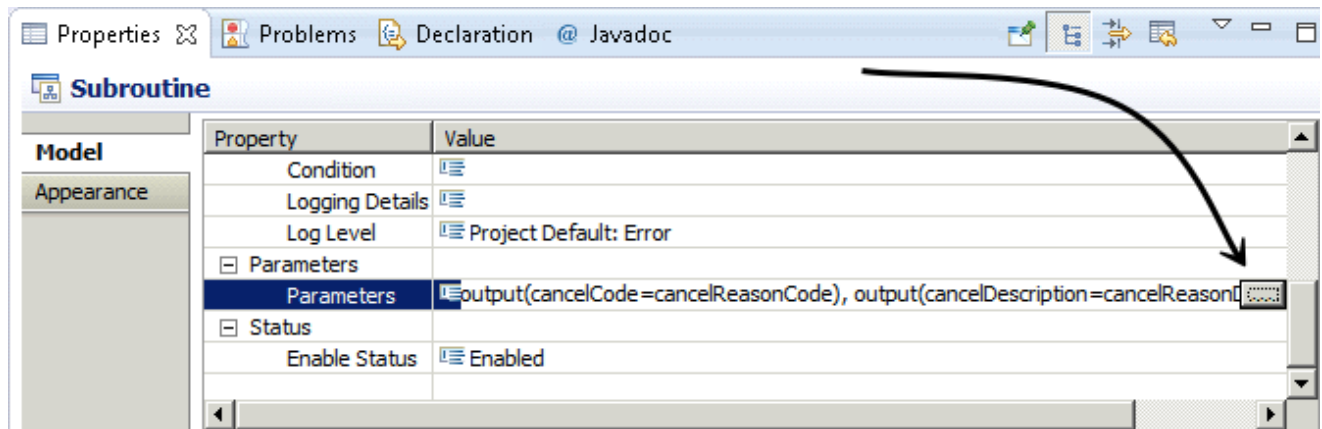 Properties Problems Declaration @ Javadoc
Subroutine
Model
Appearance
Property Value
Condition
Logging Details
Log Level Project Default: Error
Parameters
Parameters output(cancelCode=cancelReasonCode), output(cancelDescription=cancelReason
Status
Enable Status Enabled